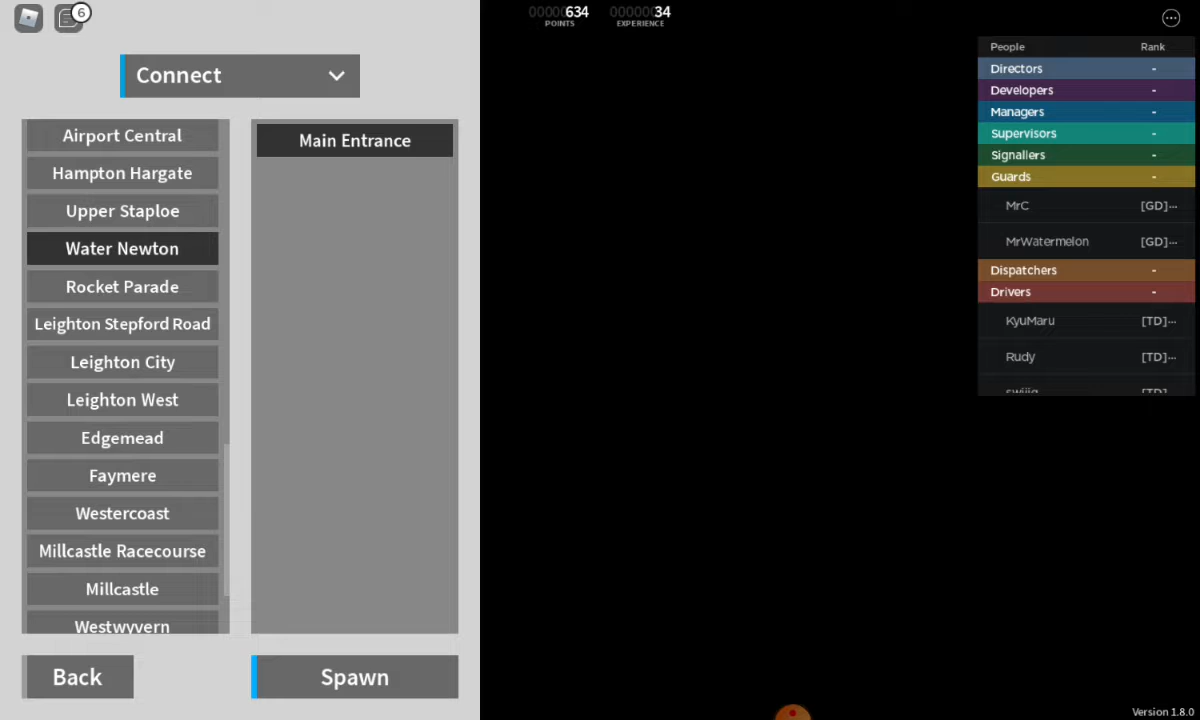 6
Connect
Airport Central
Hampton Hargate
Upper Staploe
Water Newton
Rocket Parade
Leighton Stepford Road
Leighton City
Leighton West
Edgemead
Faymere
Westercoast
Millcastle Racecourse
Millcastle
Westwyvern
Main Entrance
Back
Spawn
00000634
POINTS
00000034
EXPERIENCE
People Rank
Directors -
Developers -
Managers -
Supervisors -
Signallers -
Guards -
MrC [GD]...
MrWatermelon [GD]...
Dispatchers -
Drivers -
KyuMaru [TD]...
Rudy [TD]...
Version 1.8.0